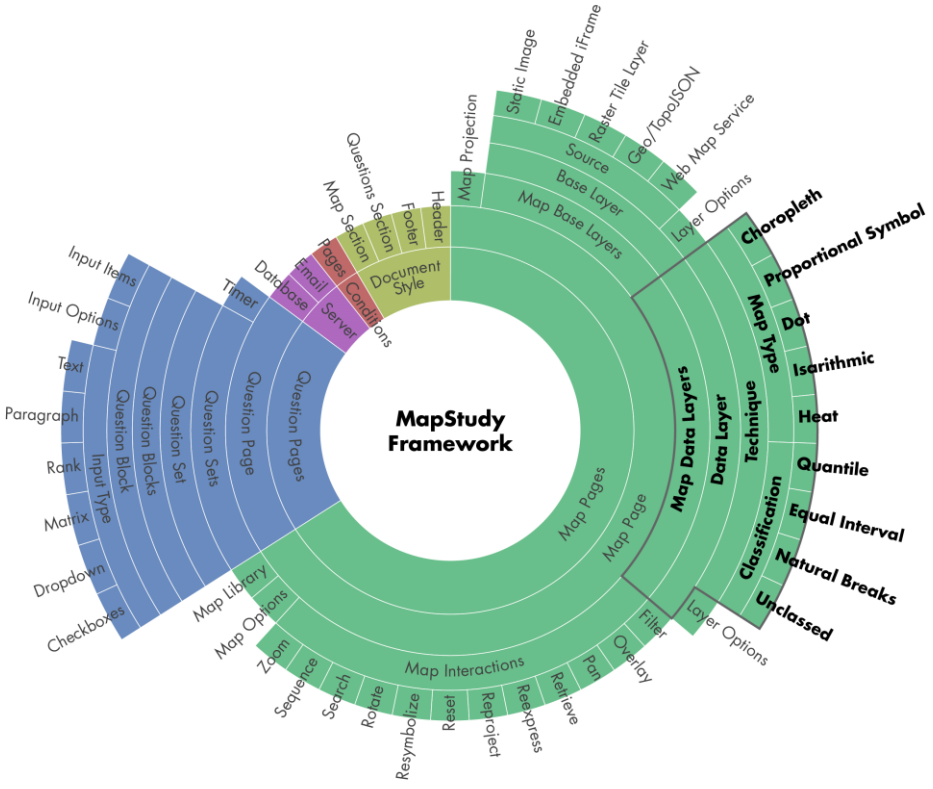 MapStudy
Framework
Map Pages
Map Page
Map Projection
Map Base Layers
Base Layer
Source
Static Image
Embedded iFrame
Raster Tile Layer
Geo/TopoJSON
Web Map Service
Layer Options
Map Data Layers
Data Layer
Technique
Map Type
Choropleth
Proportional Symbol
Dot
Isarithmic
Heat
Classification
Quantile
Equal Interval
Natural Breaks
Unclassed
Layer Options
Map Interactions
Filter
Overlay
Pan
Retrieve
Reexpress
Reproject
Reset
Resymbolize
Rotate
Search
Sequence
Zoom
Map Options
Map Library
Question Pages
Question Page
Question Sets
Question Set
Question Blocks
Question Block
Input Type
Checkboxes
Dropdown
Matrix
Rank
Paragraph
Text
Input Options
Input Items
Timer
Server
Database
Email
Conditions
Pages
Document
Style
Map Section
Questions Section
Footer
Header